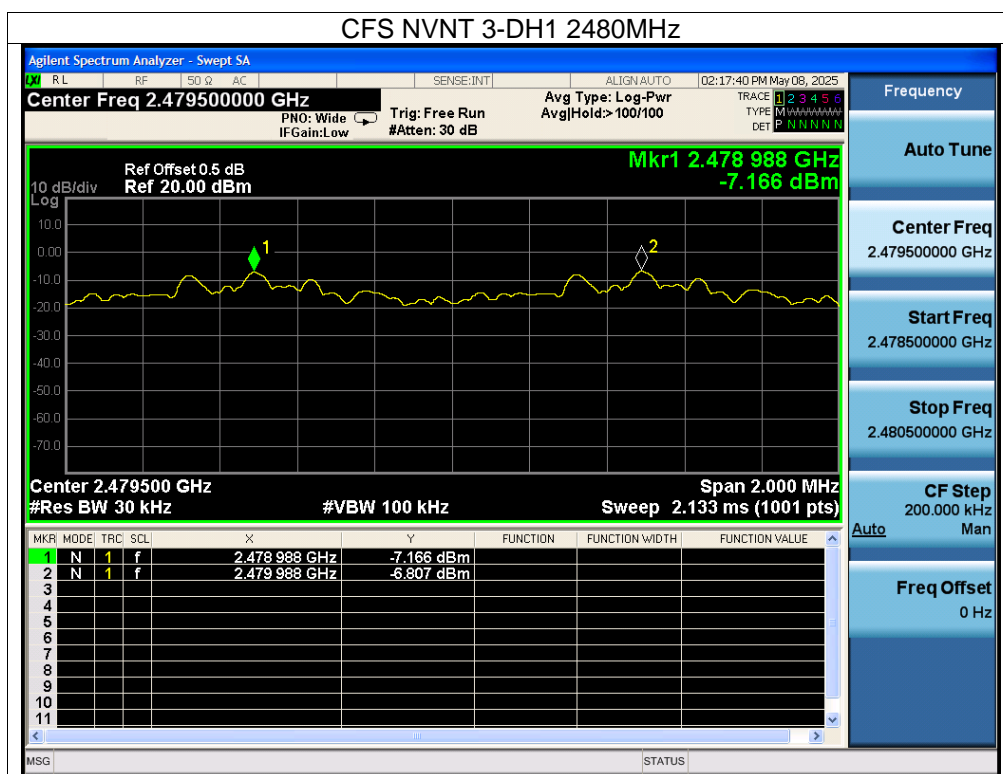 CFS NVNT 3-DH1 2480MHz
Agilent Spectrum Analyzer - Swept SA
LXI RL RF 50 Ω AC SENSE:INT ALIGN AUTO 02:17:40 PM May 08, 2025
Center Freq 2.479500000 GHz
PNO: Wide
IFGain:Low
Trig: Free Run
#Atten: 30 dB
Avg Type: Log-Pwr
Avg|Hold:>100/100
TRACE 1 2 3 4 5 6
TYPE M
DET P N N N N N
Mkr1 2.478 988 GHz
-7.166 dBm
Ref Offset 0.5 dB
10 dB/div Ref 20.00 dBm
Log
10.0
0.00
-10.0
-20.0
-30.0
-40.0
-50.0
-60.0
-70.0
1
2
Center 2.479500 GHz Span 2.000 MHz
#Res BW 30 kHz #VBW 100 kHz Sweep 2.133 ms (1001 pts)
MKR MODE TRC SCL X Y FUNCTION FUNCTION WIDTH FUNCTION VALUE
1 N 1 f 2.478 988 GHz -7.166 dBm
2 N 1 f 2.479 988 GHz -6.807 dBm
3
4
5
6
7
8
9
10
11
MSG STATUS
Frequency
Auto Tune
Center Freq
2.479500000 GHz
Start Freq
2.478500000 GHz
Stop Freq
2.480500000 GHz
CF Step
200.000 kHz
Auto Man
Freq Offset
0 Hz